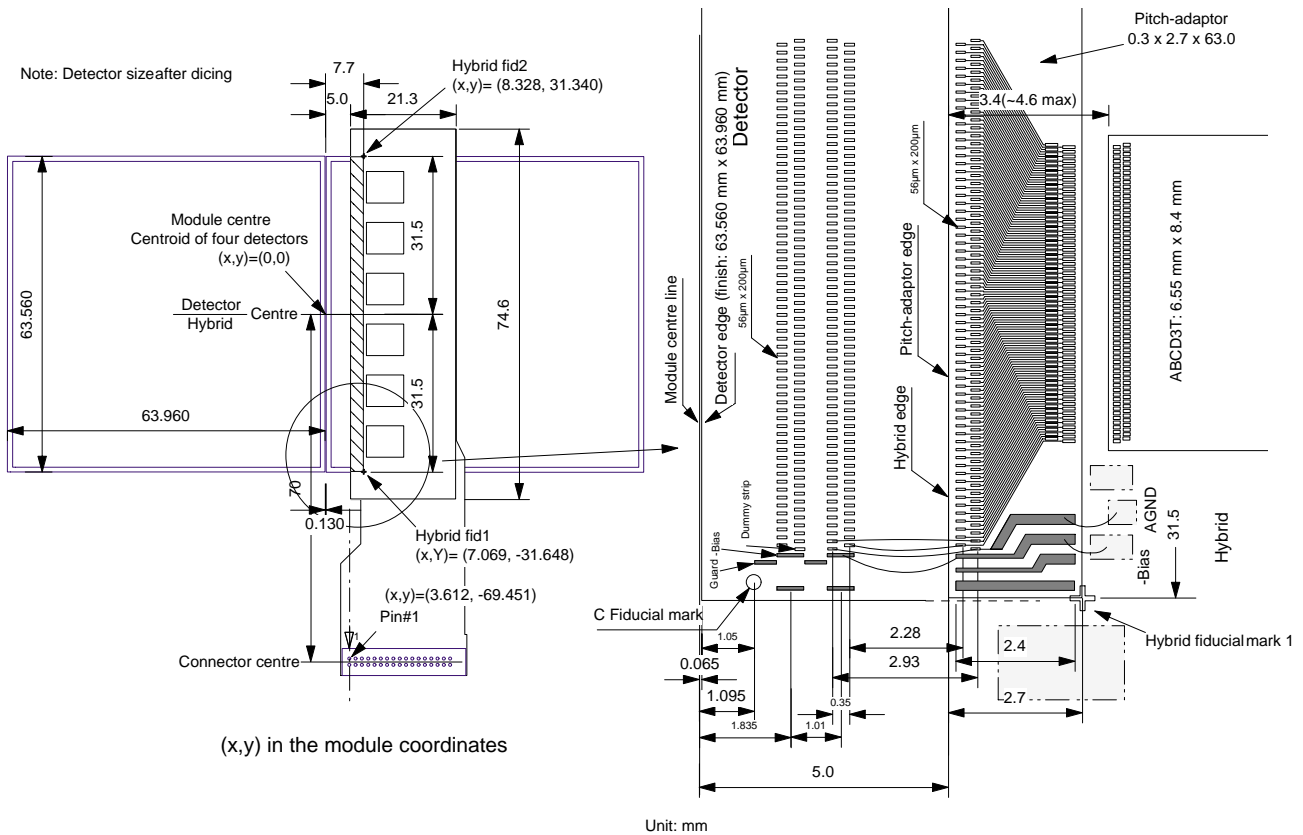 Note: Detector sizeafter dicing
7.7
5.0
21.3
Hybrid fid2
(x,y)= (8.328, 31.340)
Module centre
Centroid of four detectors
(x,y)=(0,0)
Detector
Hybrid
Centre
63.560
63.960
31.5
31.5
74.6
70
0.130
Hybrid fid1
(x,Y)= (7.069, -31.648)
(x,y)=(3.612, -69.451)
Pin#1
1
Connector centre
(x,y) in the module coordinates
Module centre line
Detector edge (finish: 63.560 mm x 63.960 mm)
Detector
56µm x 200µm
56µm x 200µm
Pitch-adaptor edge
Hybrid edge
Pitch-adaptor
0.3 x 2.7 x 63.0
3.4(~4.6 max)
ABCD3T: 6.55 mm x 8.4 mm
Guard
-Bias
Dummy strip
-Bias
AGND
31.5
Hybrid
C Fiducial mark
Hybrid fiducialmark 1
1.05
0.065
1.095
1.835
1.01
0.35
2.28
2.93
2.4
2.7
5.0
Unit: mm